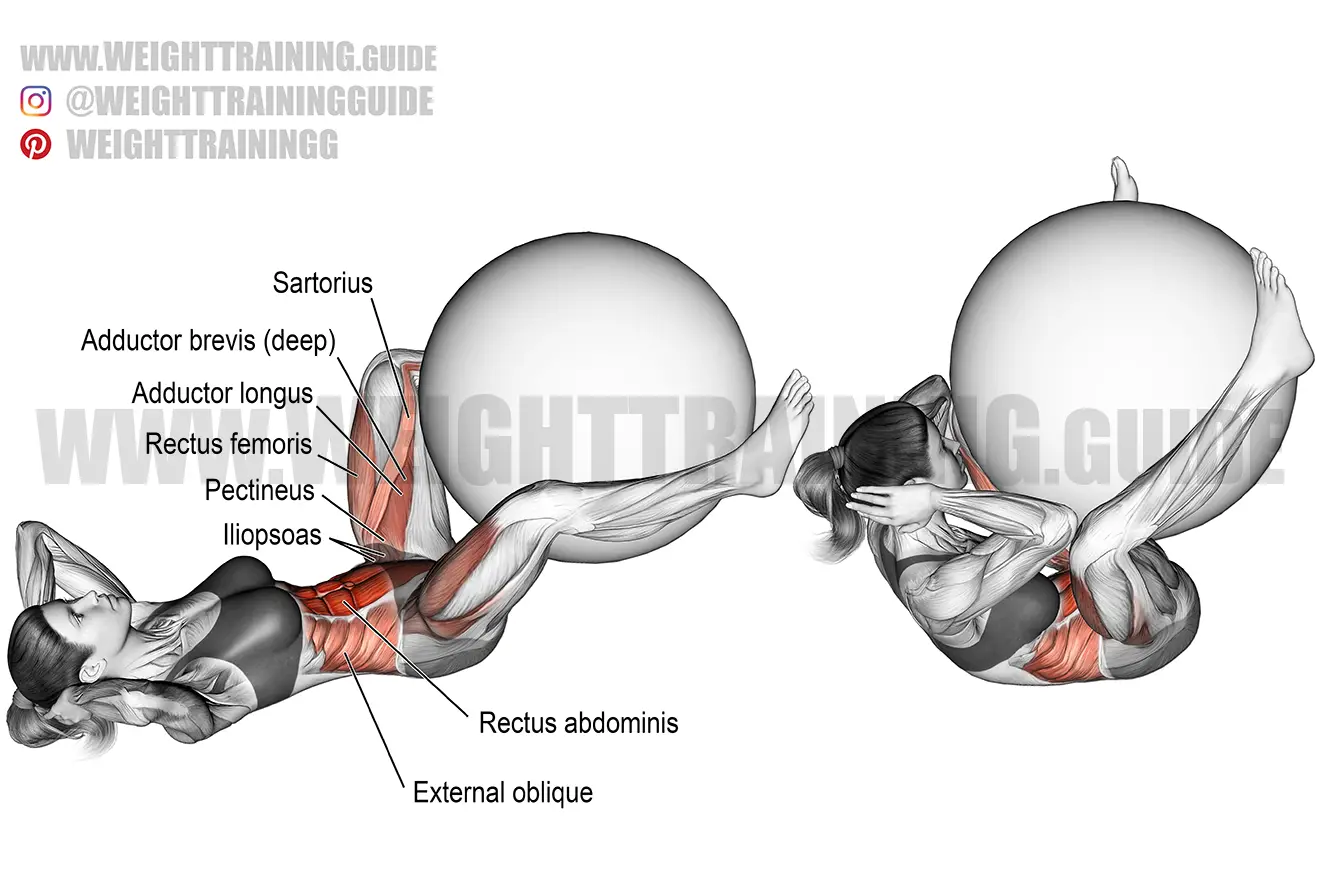 WWW.WEIGHTTRAINING.GUIDE
@WEIGHTTRAININGGUIDE
WEIGHTTRAININGG
Sartorius
Adductor brevis (deep)
Adductor longus
WWW.WEIGHTTRAINING.GUIDE
Rectus femoris
Pectineus
Iliopsoas
Rectus abdominis
External oblique